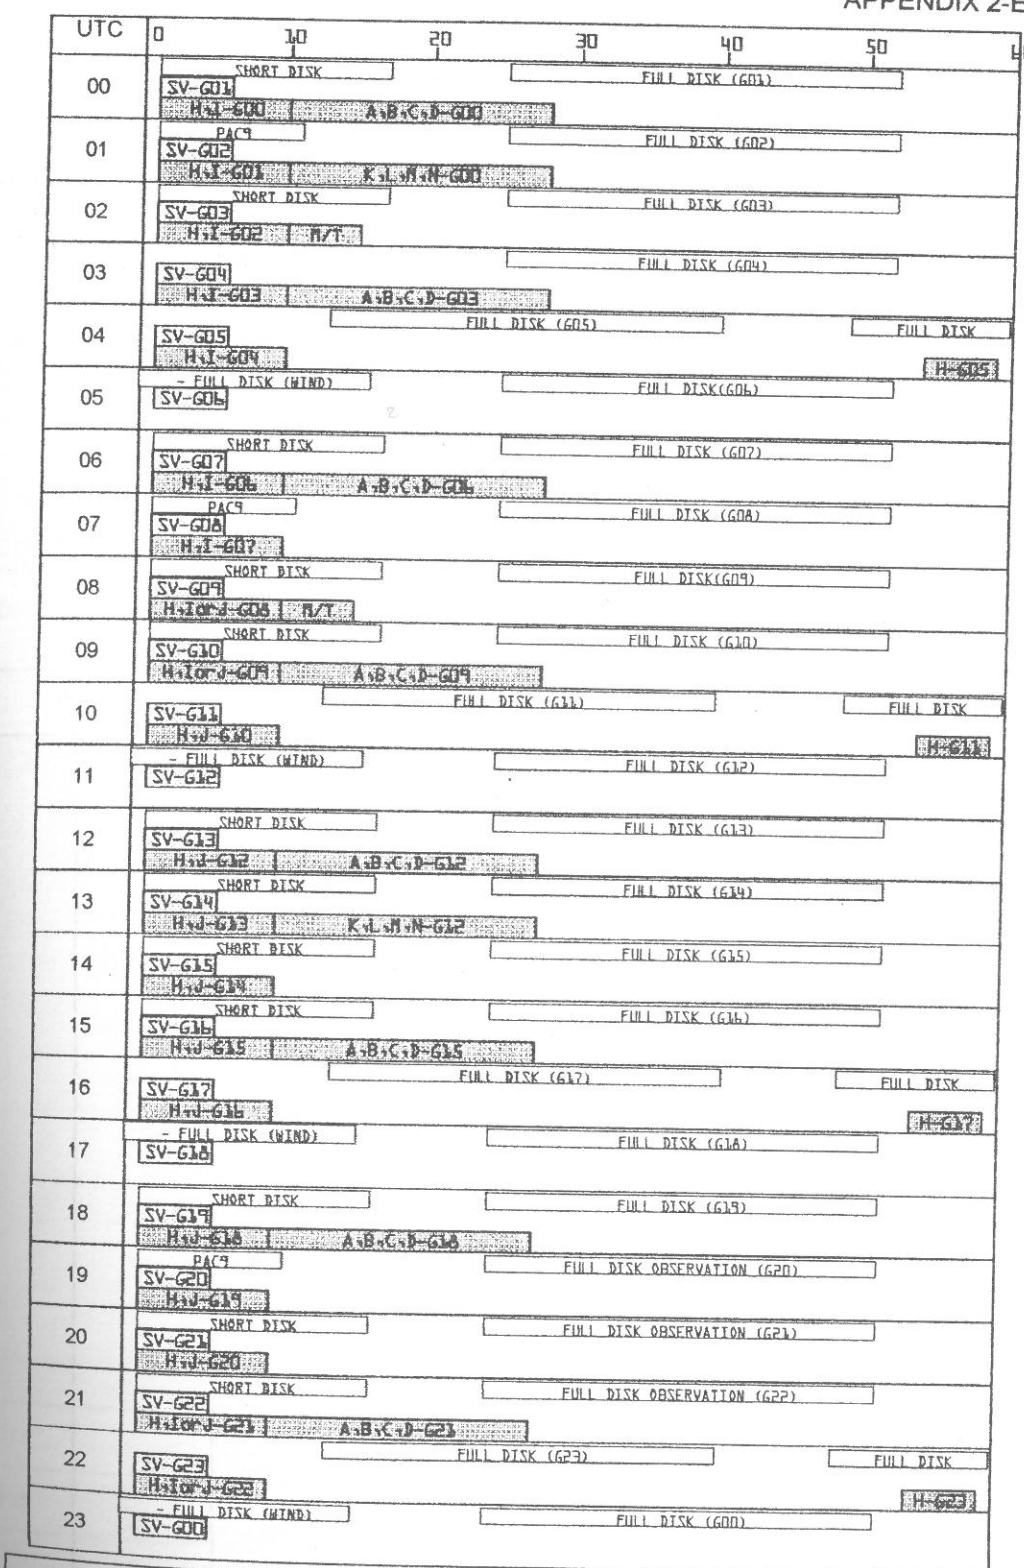 APPENDIX 2-E
UTC 0 10 20 30 40 50
00 SHORT DISK FULL DISK (G01)
SV-G01
H,I-G00 A,B,C,D-G00
01 PAC9 FULL DISK (G02)
SV-G02
H,I-G01 K,L,M,N-G00
02 SHORT DISK FULL DISK (G03)
SV-G03
H,I-G02 M/T
03 FULL DISK (G04)
SV-G04
H,I-G03 A,B,C,D-G03
04 FULL DISK (G05) FULL DISK
SV-G05
H,I-G04 H-G05
05 - FULL DISK (WIND) FULL DISK(G06)
SV-G06
06 SHORT DISK FULL DISK (G07)
SV-G07
H,I-G06 A,B,C,D-G06
07 PAC9 FULL DISK (G08)
SV-G08
H,I-G07
08 SHORT DISK FULL DISK(G09)
SV-G09
H,IorJ-G08 M/T
09 SHORT DISK FULL DISK (G10)
SV-G10
H,IorJ-G09 A,B,C,D-G09
10 FULL DISK (G11) FULL DISK
SV-G11
H,J-G10 H-G11
11 - FULL DISK (WIND) FULL DISK (G12)
SV-G12
12 SHORT DISK FULL DISK (G13)
SV-G13
H,J-G12 A,B,C,D-G12
13 SHORT DISK FULL DISK (G14)
SV-G14
H,J-G13 K,L,M,N-G12
14 SHORT DISK FULL DISK (G15)
SV-G15
H,J-G14
15 SHORT DISK FULL DISK (G16)
SV-G16
H,J-G15 A,B,C,D-G15
16 FULL DISK (G17) FULL DISK
SV-G17
H,J-G16 H-G17
17 - FULL DISK (WIND) FULL DISK (G18)
SV-G18
18 SHORT DISK FULL DISK (G19)
SV-G19
H,J-G18 A,B,C,D-G18
19 PAC9 FULL DISK OBSERVATION (G20)
SV-G20
H,J-G19
20 SHORT DISK FULL DISK OBSERVATION (G21)
SV-G21
H,J-G20
21 SHORT DISK FULL DISK OBSERVATION (G22)
SV-G22
H,IorJ-G21 A,B,C,D-G21
22 FULL DISK (G23) FULL DISK
SV-G23
H,IorJ-G22 H-G23
23 - FULL DISK (WIND) FULL DISK (G00)
SV-G00